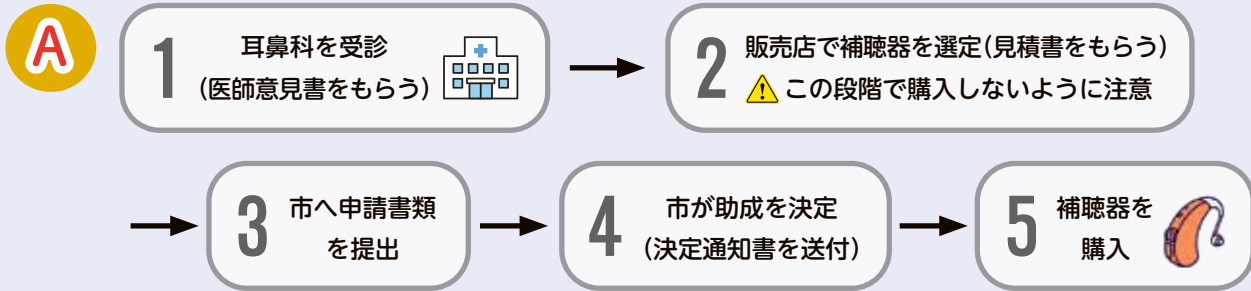 A
1
耳鼻科を受診
(医師意見書をもらう)
2
販売店で補聴器を選定(見積書をもらう)
この段階で購入しないように注意
3
市へ申請書類
を提出
4
市が助成を決定
(決定通知書を送付)
5
補聴器を
購入